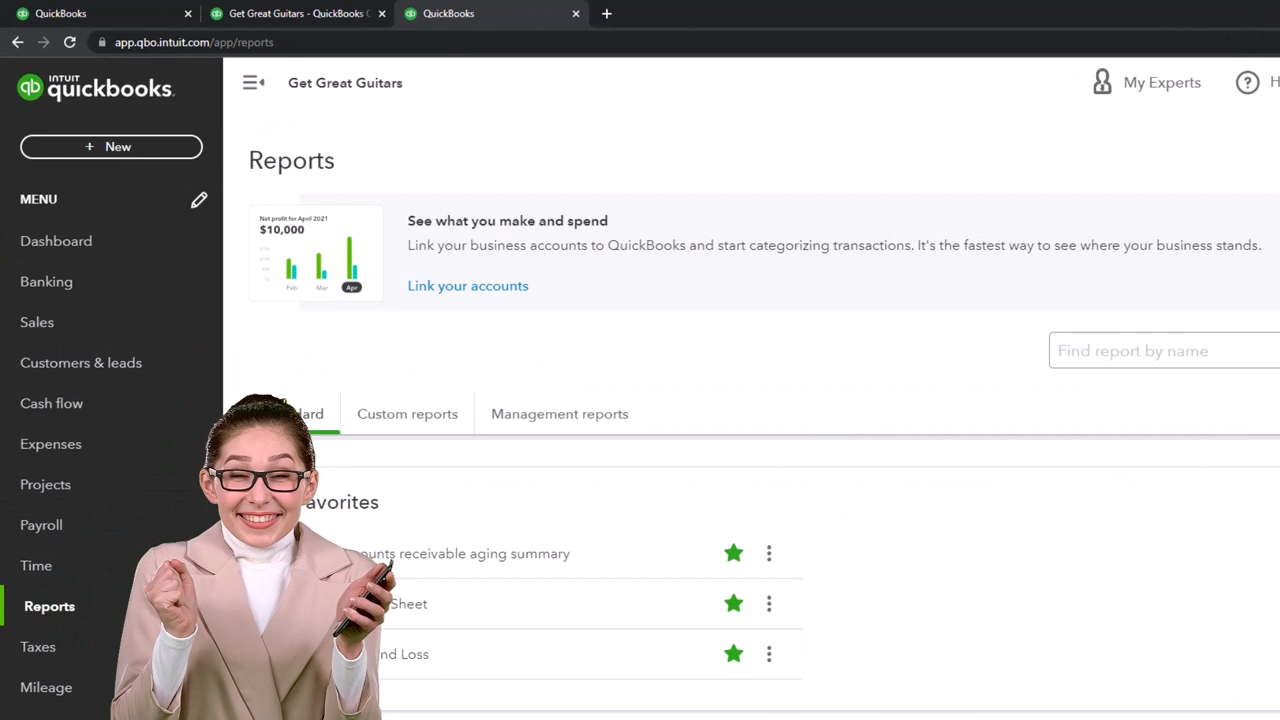 QuickBooks
Get Great Guitars - QuickBooks
QuickBooks
app.qbo.intuit.com/app/reports
INTUIT
quickbooks.
Get Great Guitars
My Experts
+ New
Reports
MENU
Net profit for April 2021
$10,000
Feb Mar Apr
See what you make and spend
Link your business accounts to QuickBooks and start categorizing transactions. It's the fastest way to see where your business stands.
Link your accounts
Dashboard
Banking
Sales
Customers & leads
Cash flow
Expenses
Projects
Payroll
Time
Reports
Taxes
Mileage
Find report by name
dard
Custom reports
Management reports
avorites
ounts receivable aging summary
Sheet
nd Loss